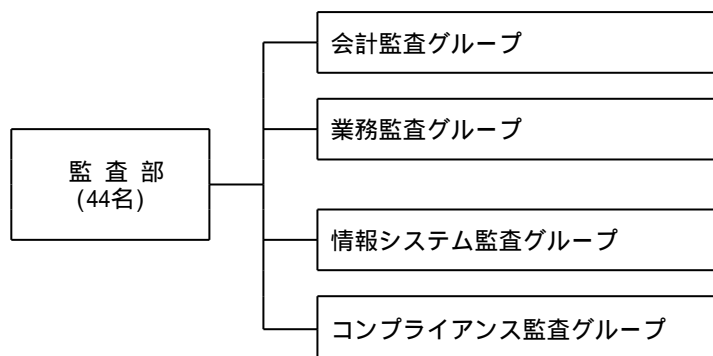 監 査 部
(44名)
会計監査グループ
業務監査グループ
情報システム監査グループ
コンプライアンス監査グループ